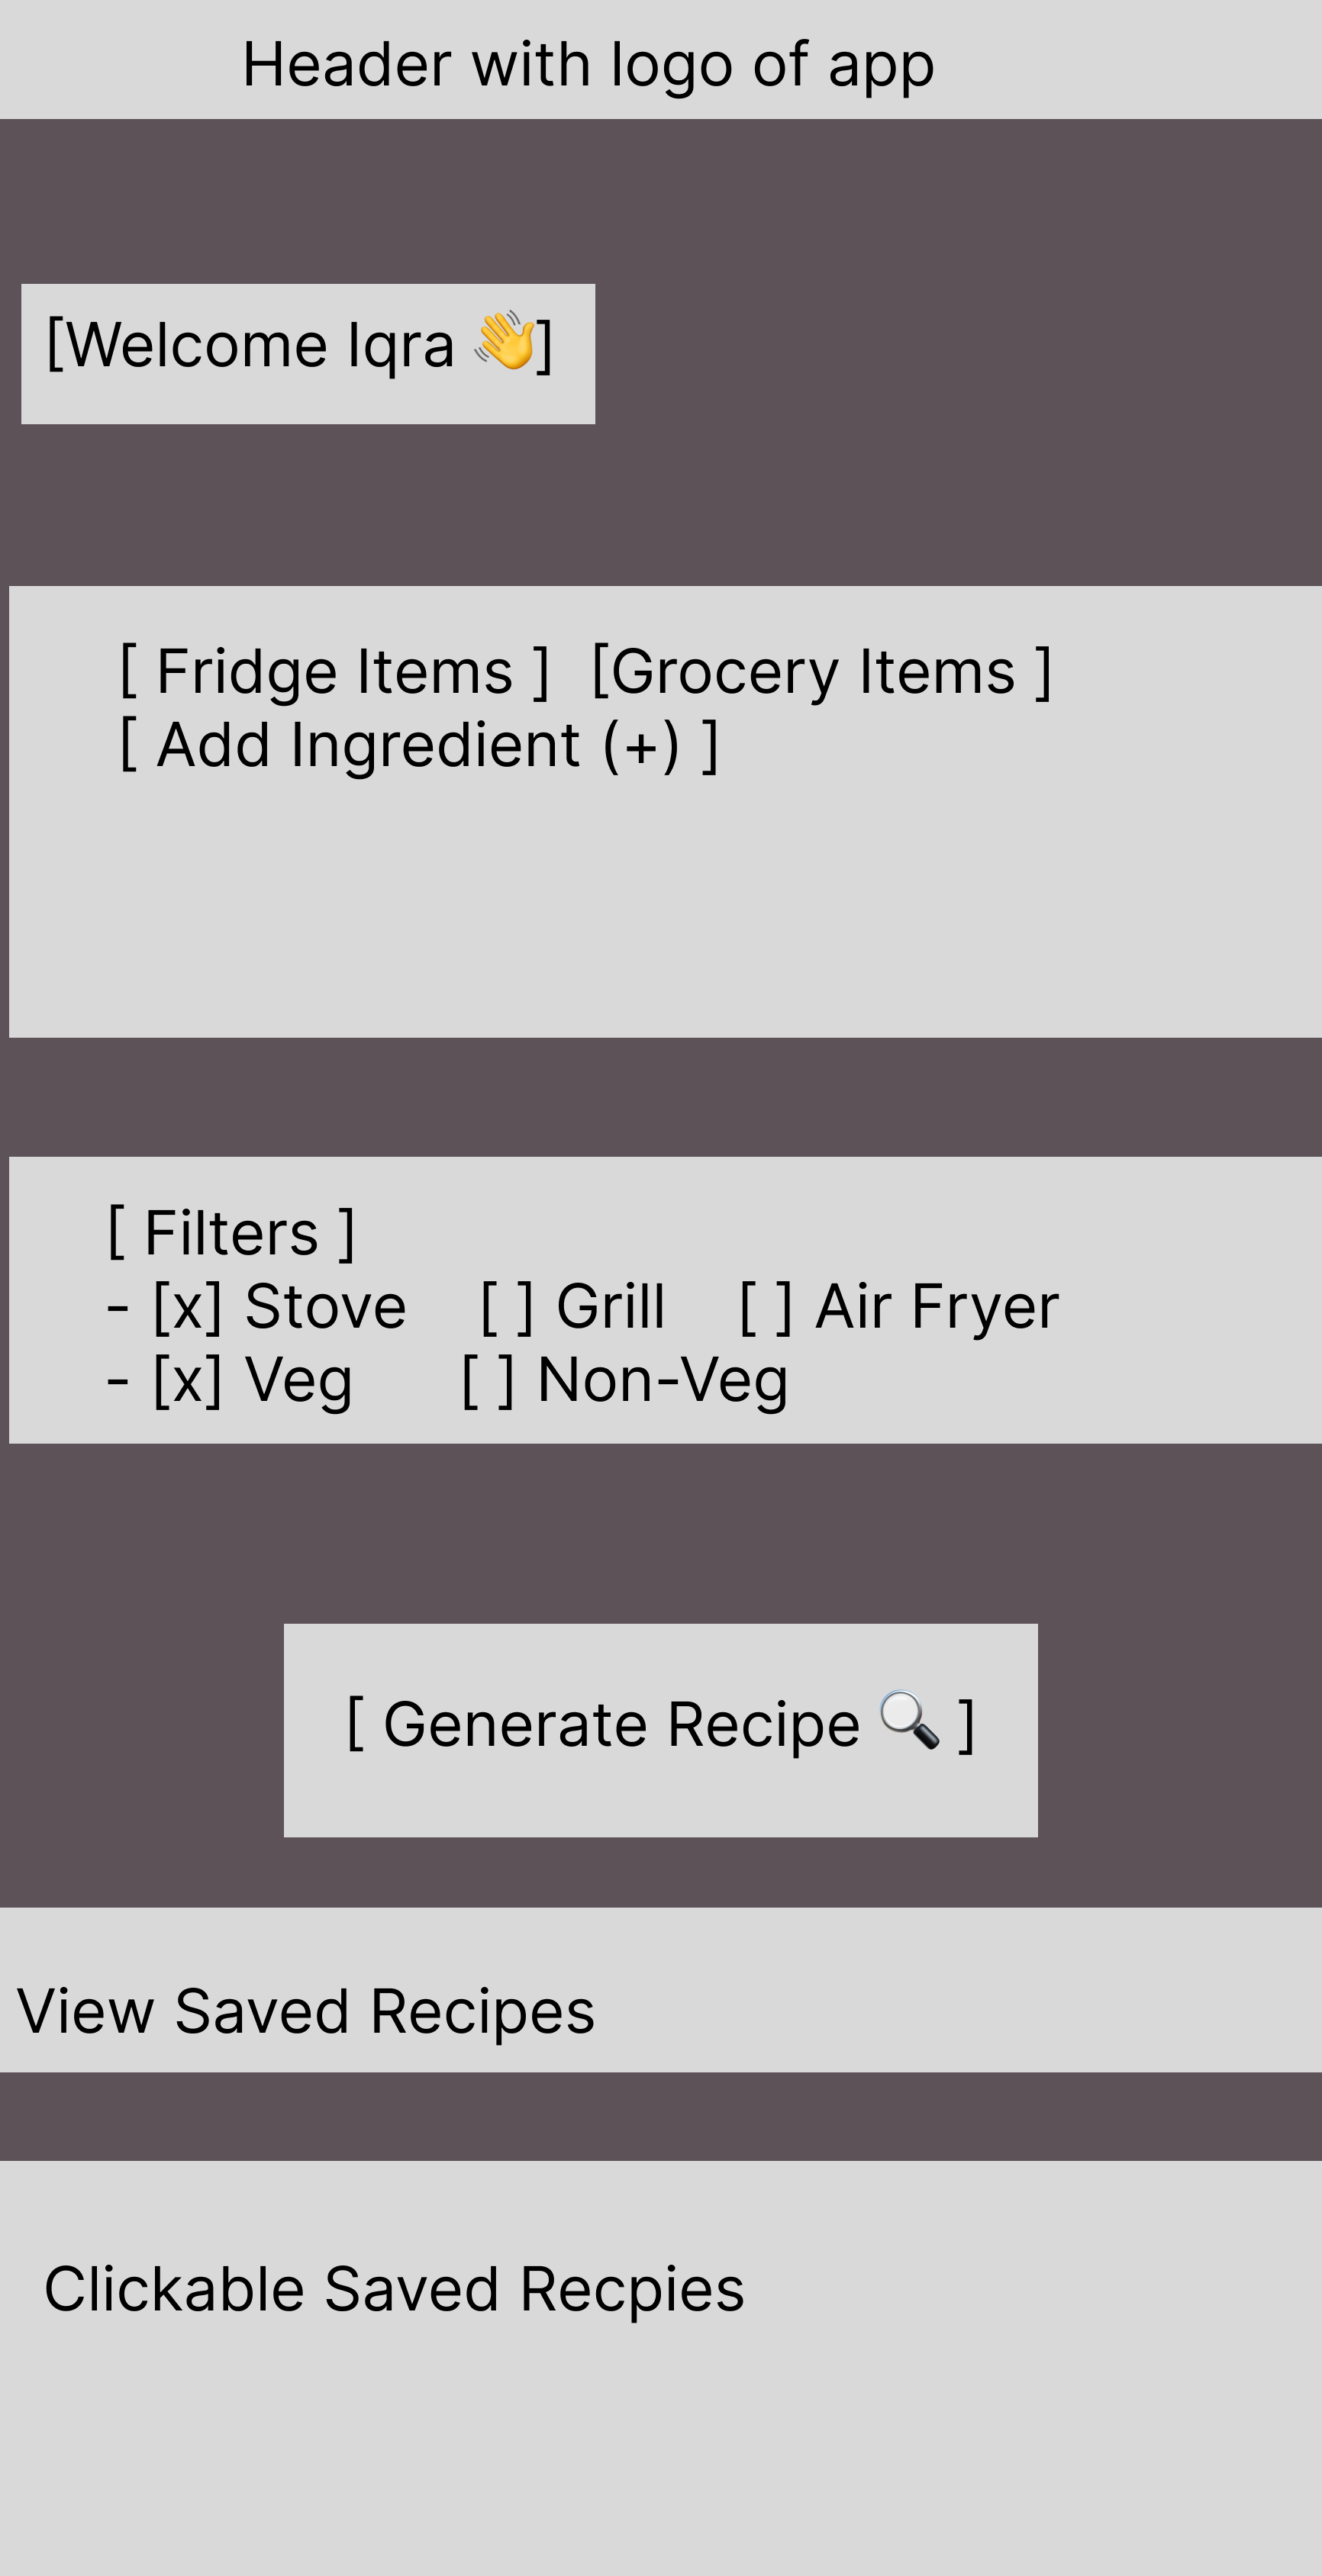 Header with logo of app
[Welcome Iqra 👋]
[ Fridge Items ]  [Grocery Items ]
[ Add Ingredient (+) ]
[ Filters ]
- [x] Stove    [ ] Grill    [ ] Air Fryer
- [x] Veg      [ ] Non-Veg
[ Generate Recipe 🔍 ]
View Saved Recipes
Clickable Saved Recpies